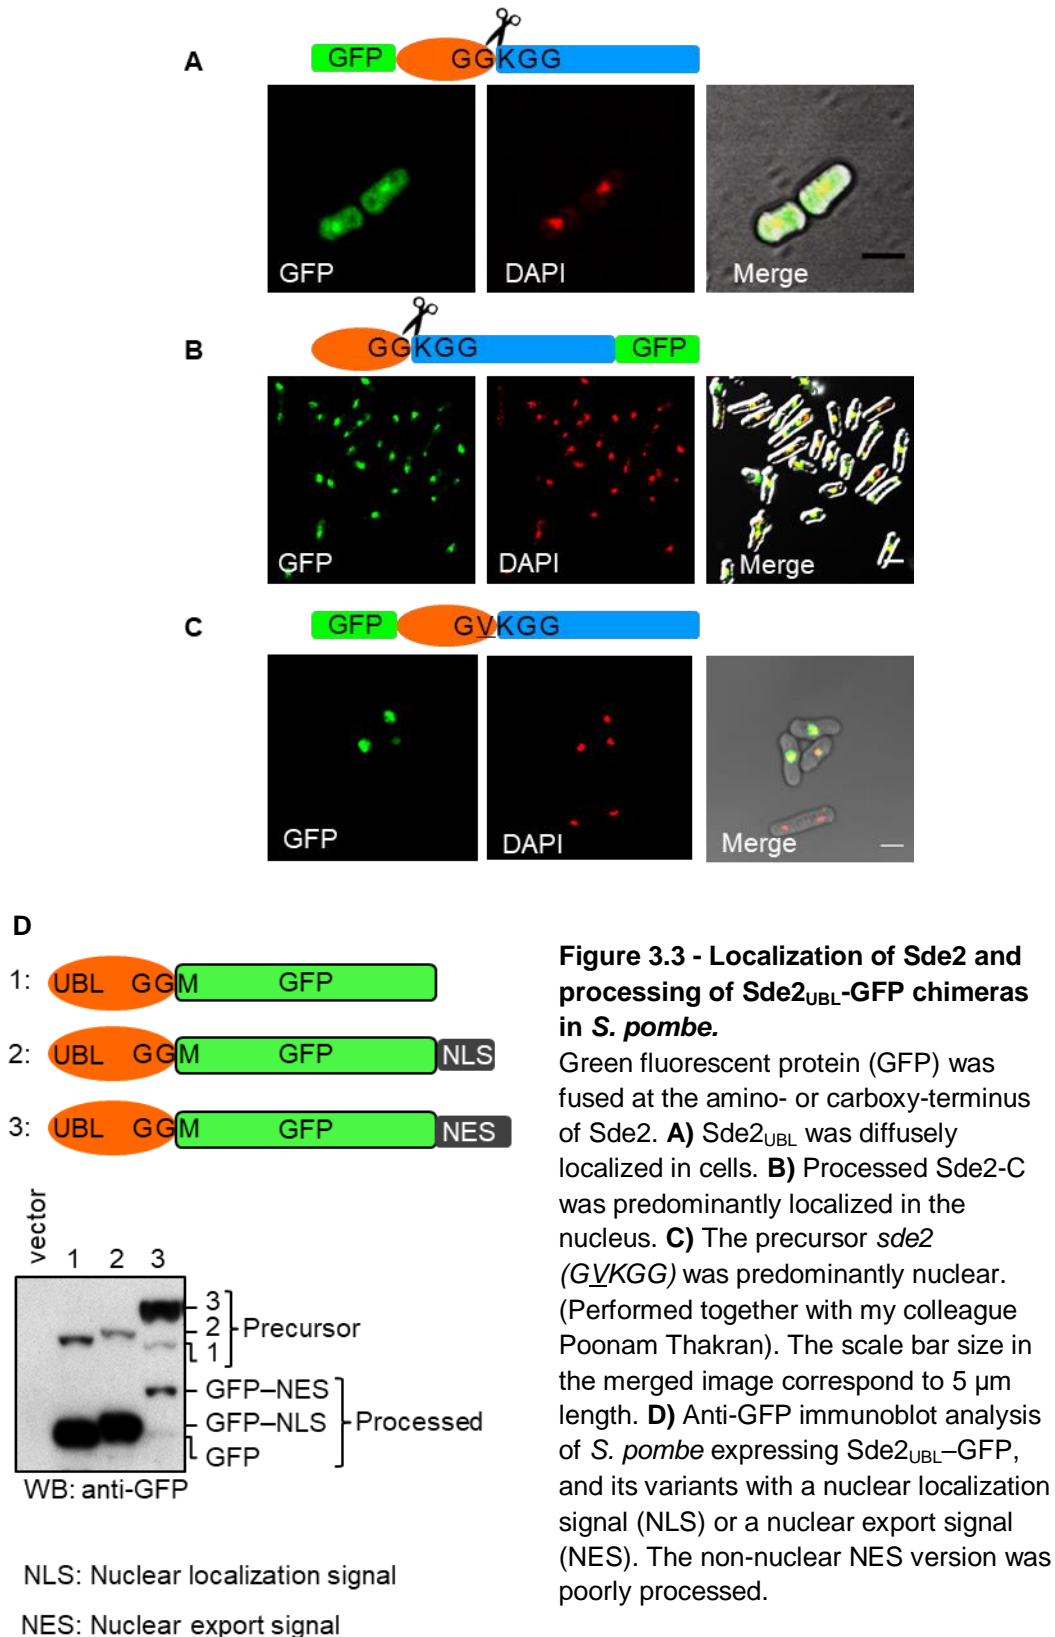 A
GFP GGKGG
GFP
DAPI
Merge
B
GGKGG GFP
GFP
DAPI
Merge
C
GFP GVKGG
GFP
DAPI
Merge
D
1: UBL GGM GFP
2: UBL GGM GFP NLS
3: UBL GGM GFP NES
vector 1 2 3
3
2 Precursor
1
GFP–NES
GFP–NLS Processed
GFP
WB: anti-GFP
NLS: Nuclear localization signal
NES: Nuclear export signal
Figure 3.3 - Localization of Sde2 and
processing of Sde2UBL-GFP chimeras
in S. pombe.
Green fluorescent protein (GFP) was
fused at the amino- or carboxy-terminus
of Sde2. A) Sde2UBL was diffusely
localized in cells. B) Processed Sde2-C
was predominantly localized in the
nucleus. C) The precursor sde2
(GVKGG) was predominantly nuclear.
(Performed together with my colleague
Poonam Thakran). The scale bar size in
the merged image correspond to 5 µm
length. D) Anti-GFP immunoblot analysis
of S. pombe expressing Sde2UBL–GFP,
and its variants with a nuclear localization
signal (NLS) or a nuclear export signal
(NES). The non-nuclear NES version was
poorly processed.